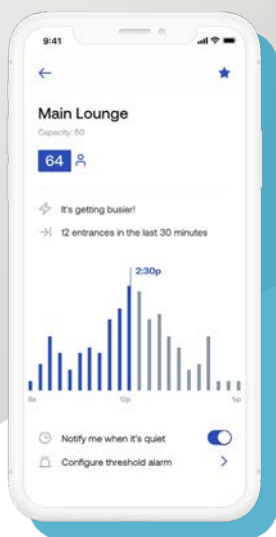 9:41
Main Lounge
Capacity: 50
64
It's getting busier!
12 entrances in the last 30 minutes
2:30p
8a 12p 5p
Notify me when it's quiet
Configure threshold alarm